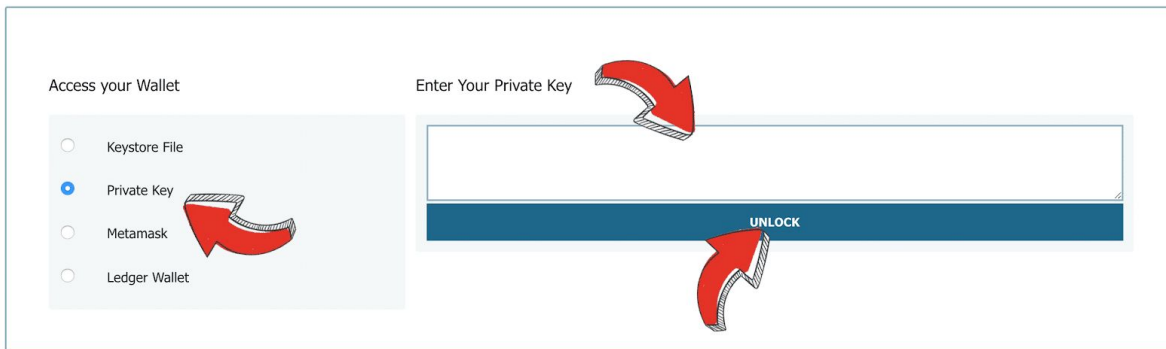 Access your Wallet
Enter Your Private Key
Keystore File
Private Key
Metamask
Ledger Wallet
UNLOCK